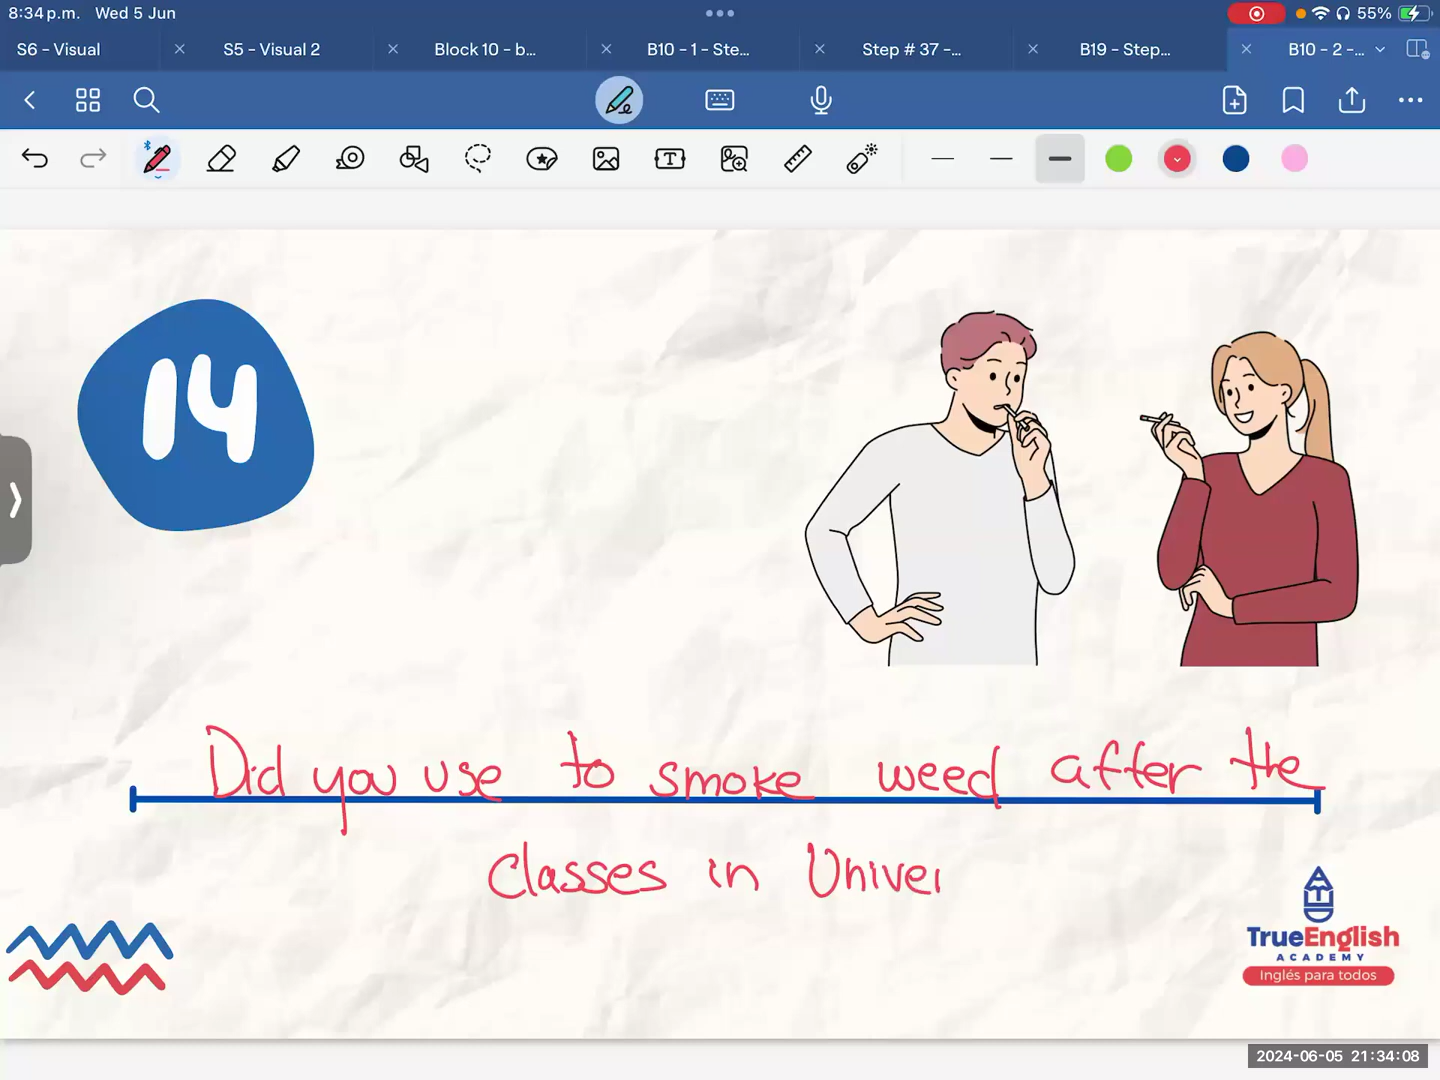 8:34 p.m. Wed 5 Jun
55%
S6 - Visual
S5 - Visual 2
Block 10 - b...
B10 - 1 - Ste...
Step # 37 -...
B19 - Step...
B10 - 2 -...
14
Did you use to smoke weed after the
Classes in Univer
TrueEnglish
ACADEMY
Inglés para todos
2024-06-05 21:34:08